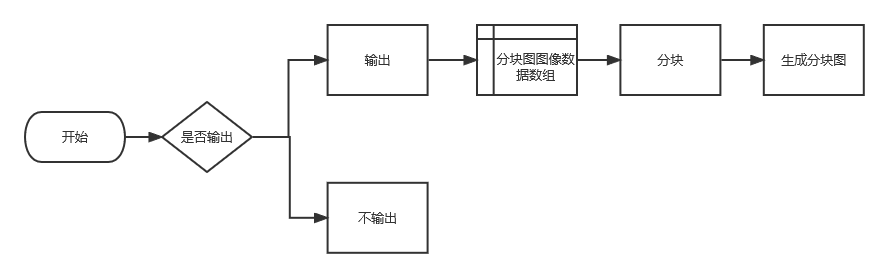 输出
分块图图像数
据数组
分块
生成分块图
开始
是否输出
不输出